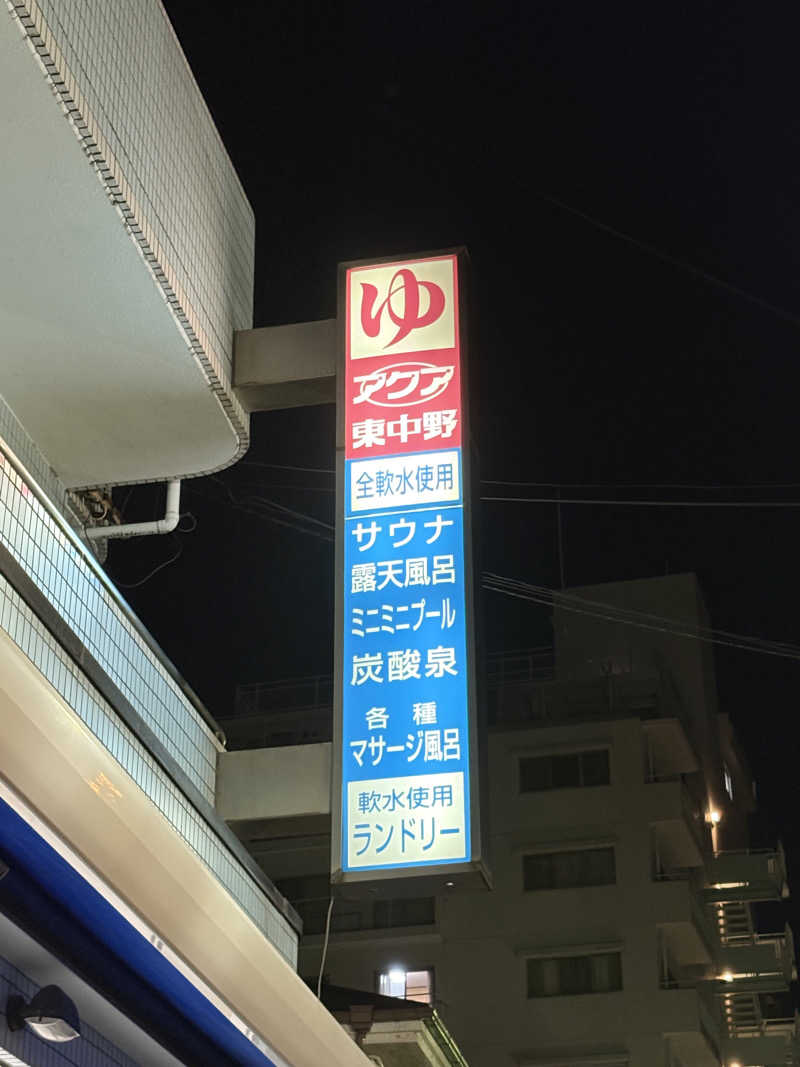 ゆ
アクア
東中野
全軟水使用
サウナ
露天風呂
ミニミニプール
炭酸泉
各種
マサージ風呂
軟水使用
ランドリー